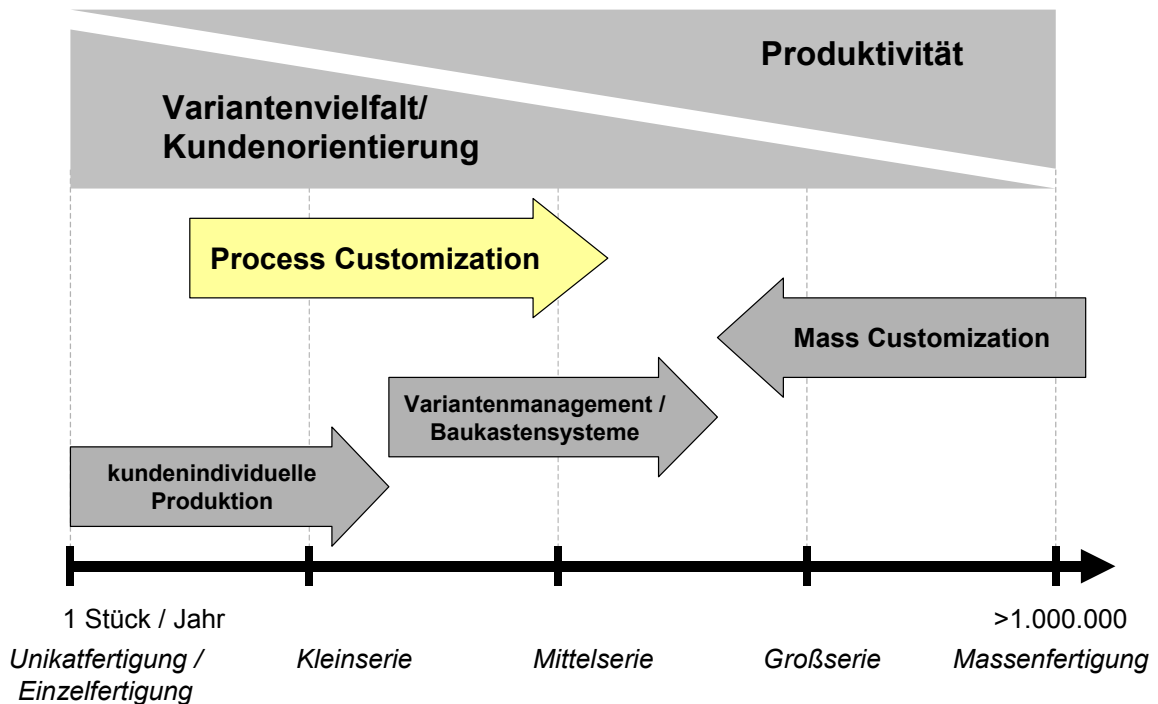 Produktivität
Variantenvielfalt/
Kundenorientierung
Process Customization
Mass Customization
Variantenmanagement /
Baukastensysteme
kundenindividuelle
Produktion
1 Stück / Jahr
>1.000.000
Unikatfertigung /
Einzelfertigung
Kleinserie
Mittelserie
Großserie
Massenfertigung